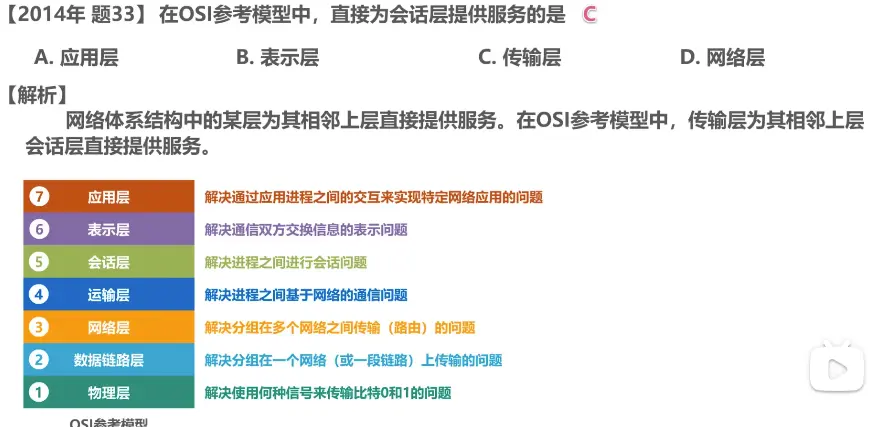 【2014年 题33】 在OSI参考模型中，直接为会话层提供服务的是 C
A. 应用层 B. 表示层 C. 传输层 D. 网络层
【解析】
网络体系结构中的某层为其相邻上层直接提供服务。在OSI参考模型中，传输层为其相邻上层
会话层直接提供服务。
7 应用层 解决通过应用进程之间的交互来实现特定网络应用的问题
6 表示层 解决通信双方交换信息的表示问题
5 会话层 解决进程之间进行会话问题
4 运输层 解决进程之间基于网络的通信问题
3 网络层 解决分组在多个网络之间传输（路由）的问题
2 数据链路层 解决分组在一个网络（或一段链路）上传输的问题
1 物理层 解决使用何种信号来传输比特0和1的问题
OSI参考模型